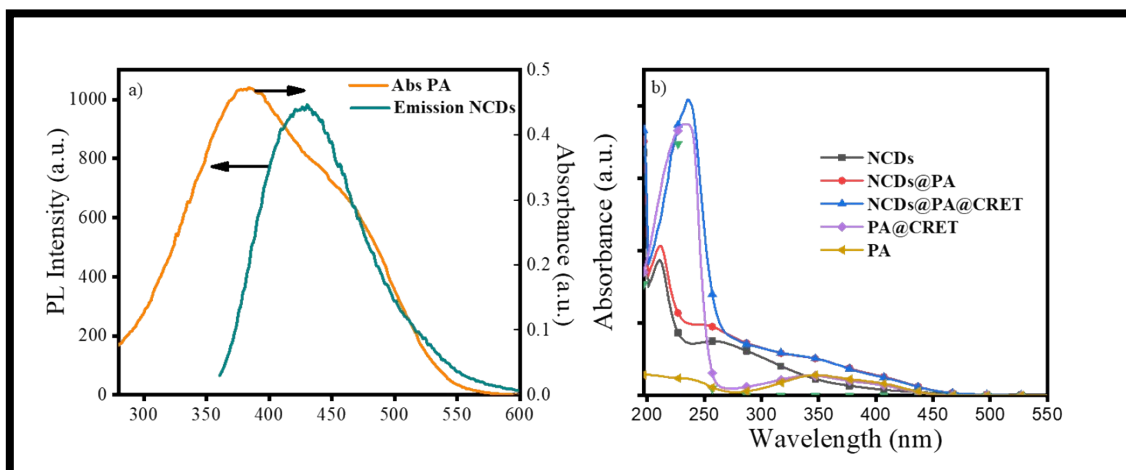 a)
Abs PA
Emission NCDs
PL Intensity (a.u.)
1000
800
600
400
200
0
300
350
400
450
500
550
600
0.5
0.4
0.3
0.2
0.1
0.0
Absorbance (a.u.)
b)
NCDs
NCDs@PA
NCDs@PA@CRET
PA@CRET
PA
Absorbance (a.u.)
200
250
300
350
400
450
500
550
Wavelength (nm)